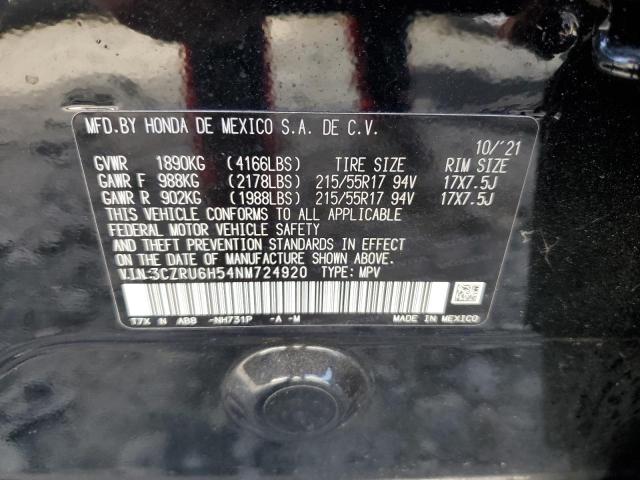 MFD.BY HONDA DE MEXICO S.A. DE C.V.
10/'21
GVWR 1890KG (4166LBS) TIRE SIZE RIM SIZE
GAWR F 988KG (2178LBS) 215/55R17 94V 17X7.5J
GAWR R 902KG (1988LBS) 215/55R17 94V 17X7.5J
THIS VEHICLE CONFORMS TO ALL APPLICABLE
FEDERAL MOTOR VEHICLE SAFETY
AND THEFT PREVENTION STANDARDS IN EFFECT ON
THE DATE OF MANUFACTURE SHOWN ABOVE.
V.I.N:3CZRU6H54NM724920 TYPE: MPV
T7X N ABB -NH731P -A -M MADE IN MEXICO